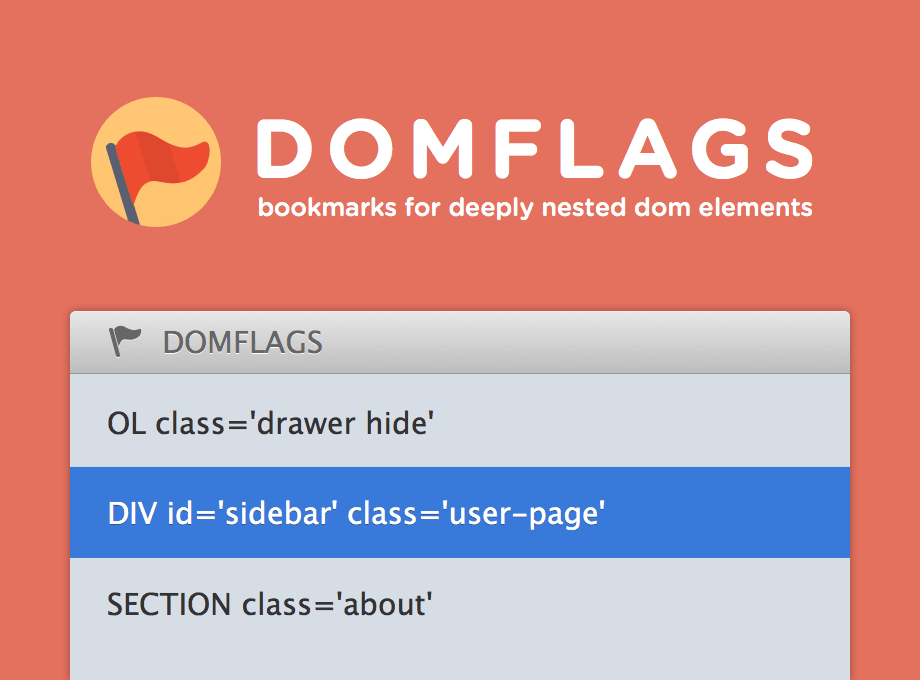 DOMFLAGS
bookmarks for deeply nested dom elements
DOMFLAGS
OL class='drawer hide'
DIV id='sidebar' class='user-page'
SECTION class='about'